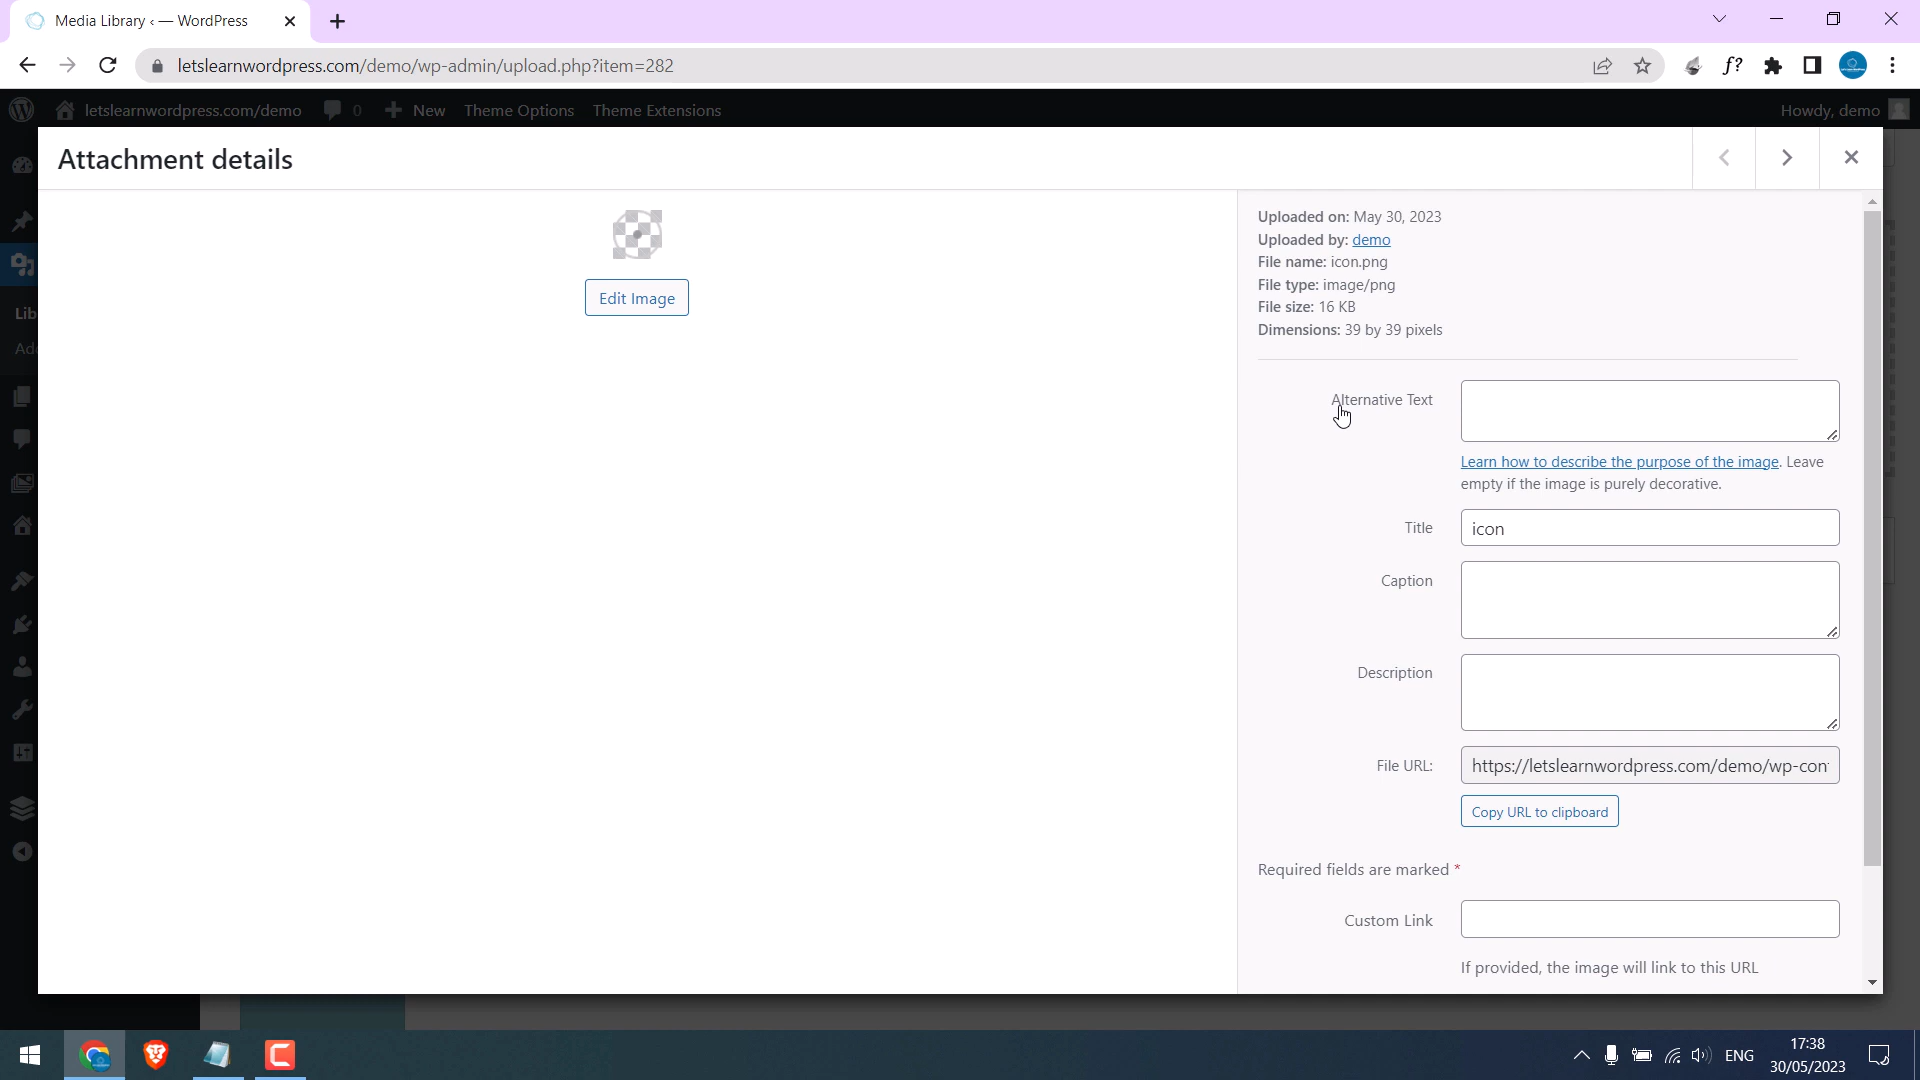 Media Library ‹ — WordPress
letslearnwordpress.com/demo/wp-admin/upload.php?item=282
f?
letslearnwordpress.com/demo 0 New Theme Options Theme Extensions Howdy, demo
Attachment details
Uploaded on: May 30, 2023
Uploaded by: demo
File name: icon.png
File type: image/png
File size: 16 KB
Dimensions: 39 by 39 pixels
Edit Image
Lib
Ad
Alternative Text
Learn how to describe the purpose of the image. Leave
empty if the image is purely decorative.
Title icon
Caption
Description
File URL: https://letslearnwordpress.com/demo/wp-con
Copy URL to clipboard
Required fields are marked *
Custom Link
If provided, the image will link to this URL
ENG
17:38
30/05/2023